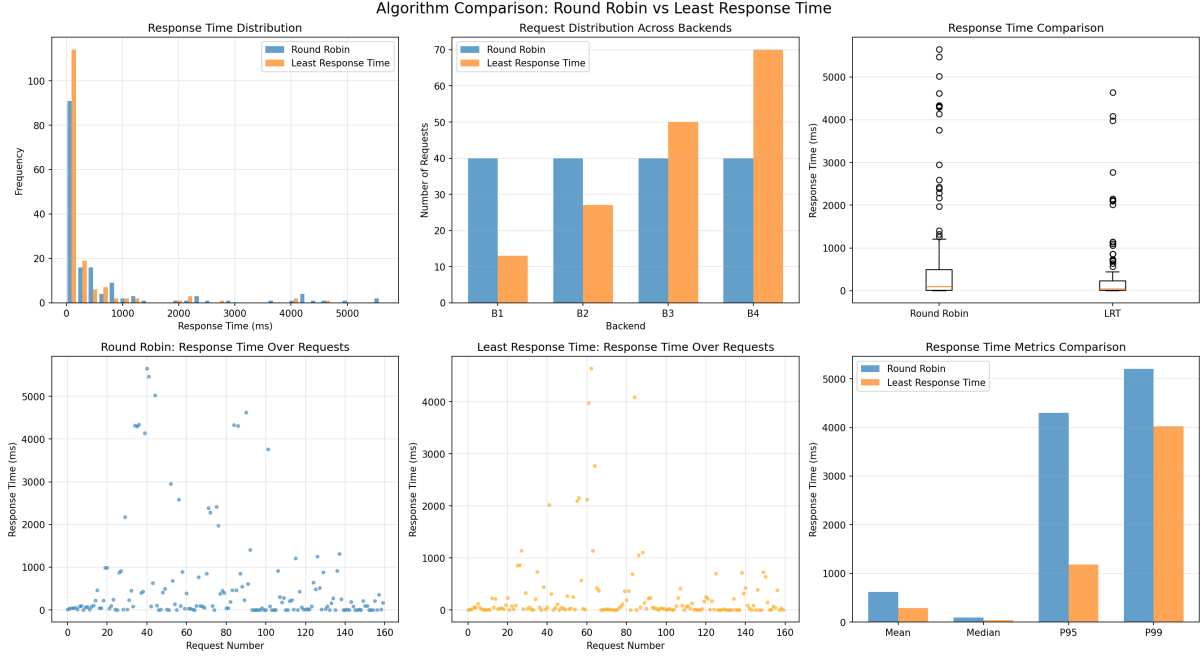 Algorithm Comparison: Round Robin vs Least Response Time
Response Time Distribution
Frequency
100
80
60
40
20
0
Round Robin
Least Response Time
0 1000 2000 3000 4000 5000
Response Time (ms)
Request Distribution Across Backends
Number of Requests
70
60
50
40
30
20
10
0
Round Robin
Least Response Time
B1 B2 B3 B4
Backend
Response Time Comparison
Response Time (ms)
5000
4000
3000
2000
1000
0
Round Robin LRT
Round Robin: Response Time Over Requests
Response Time (ms)
5000
4000
3000
2000
1000
0
0 20 40 60 80 100 120 140 160
Request Number
Least Response Time: Response Time Over Requests
Response Time (ms)
4000
3000
2000
1000
0
0 20 40 60 80 100 120 140 160
Request Number
Response Time Metrics Comparison
Response Time (ms)
5000
4000
3000
2000
1000
0
Round Robin
Least Response Time
Mean Median P95 P99